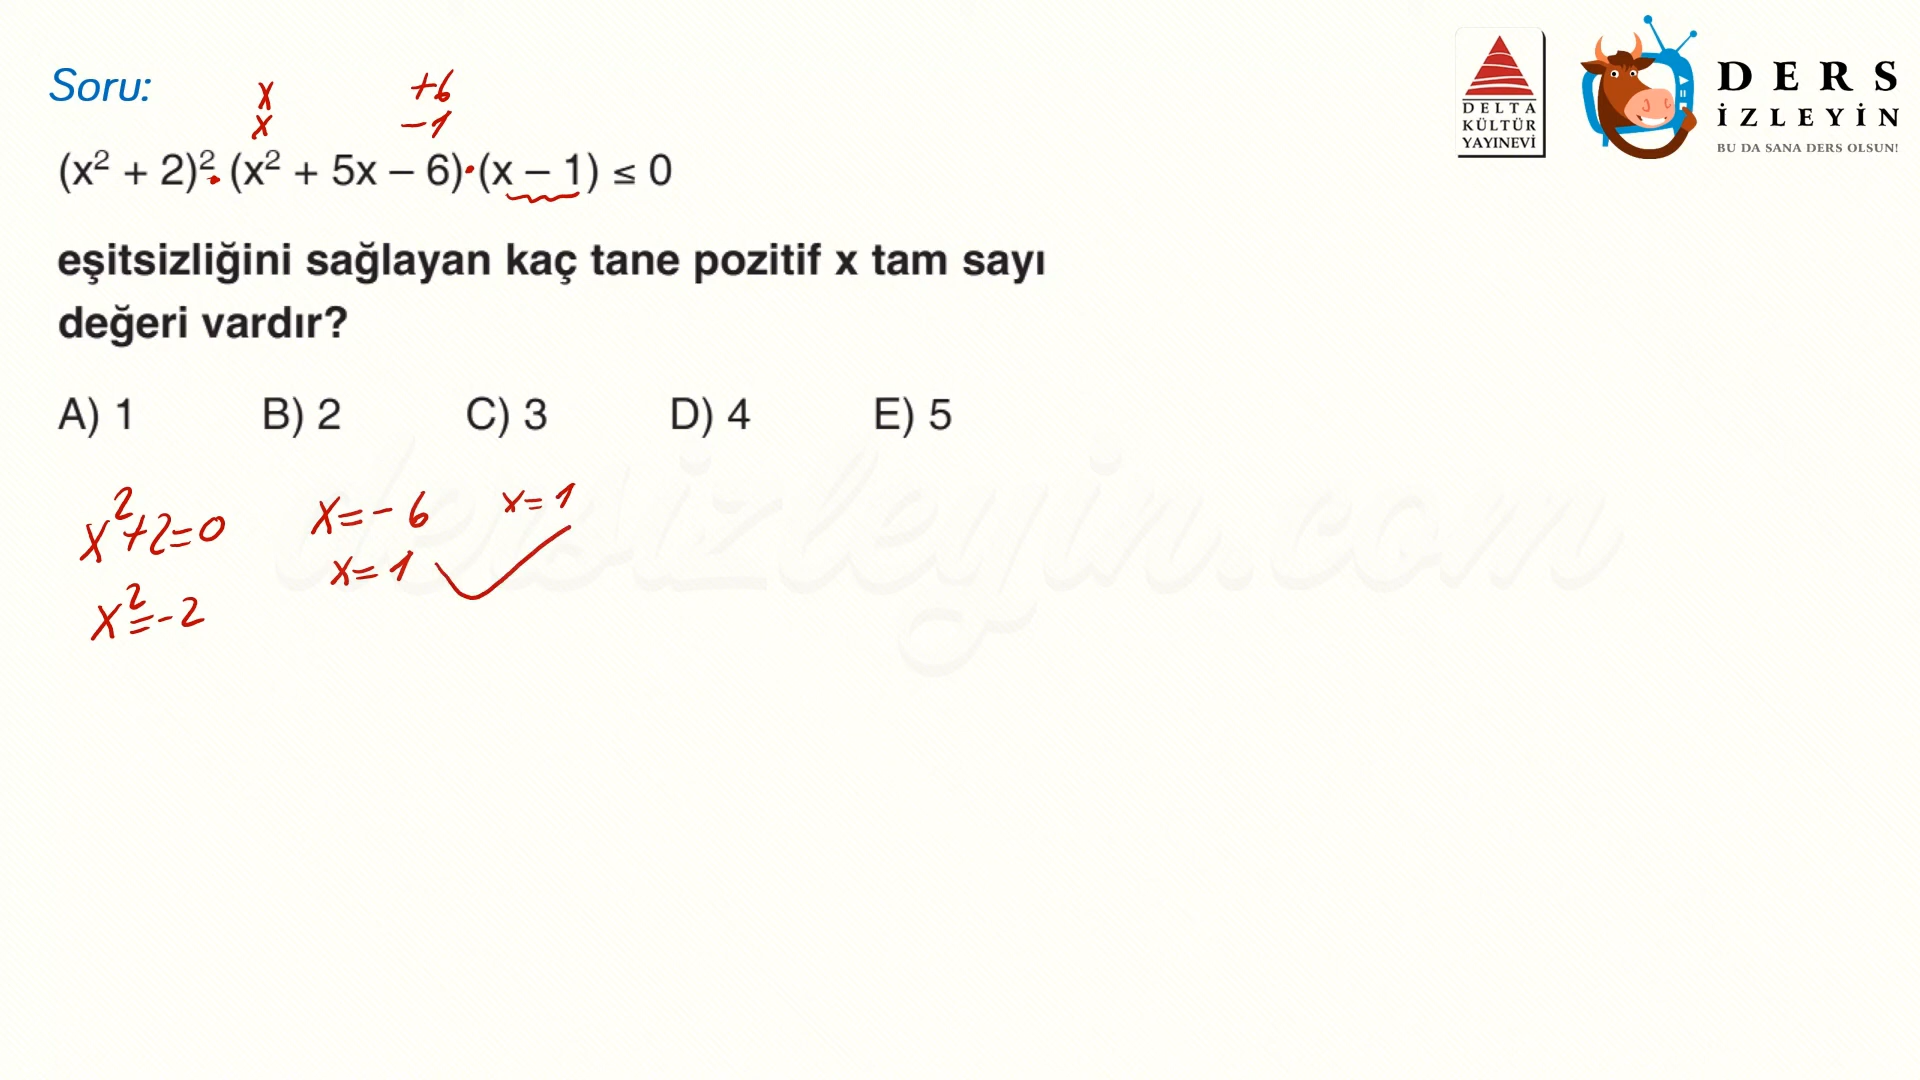 Soru:
x +6
x -1
(x² + 2)². (x² + 5x – 6)·(x – 1) ≤ 0
eşitsizliğini sağlayan kaç tane pozitif x tam sayı
değeri vardır?
A) 1 B) 2 C) 3 D) 4 E) 5
x²+2=0 x=-6 x=1
x=1
x²=-2
DELTA
KÜLTÜR
YAYINEVİ
DERS
İZLEYİN
BU DA SANA DERS OLSUN!
dersizleyin.com